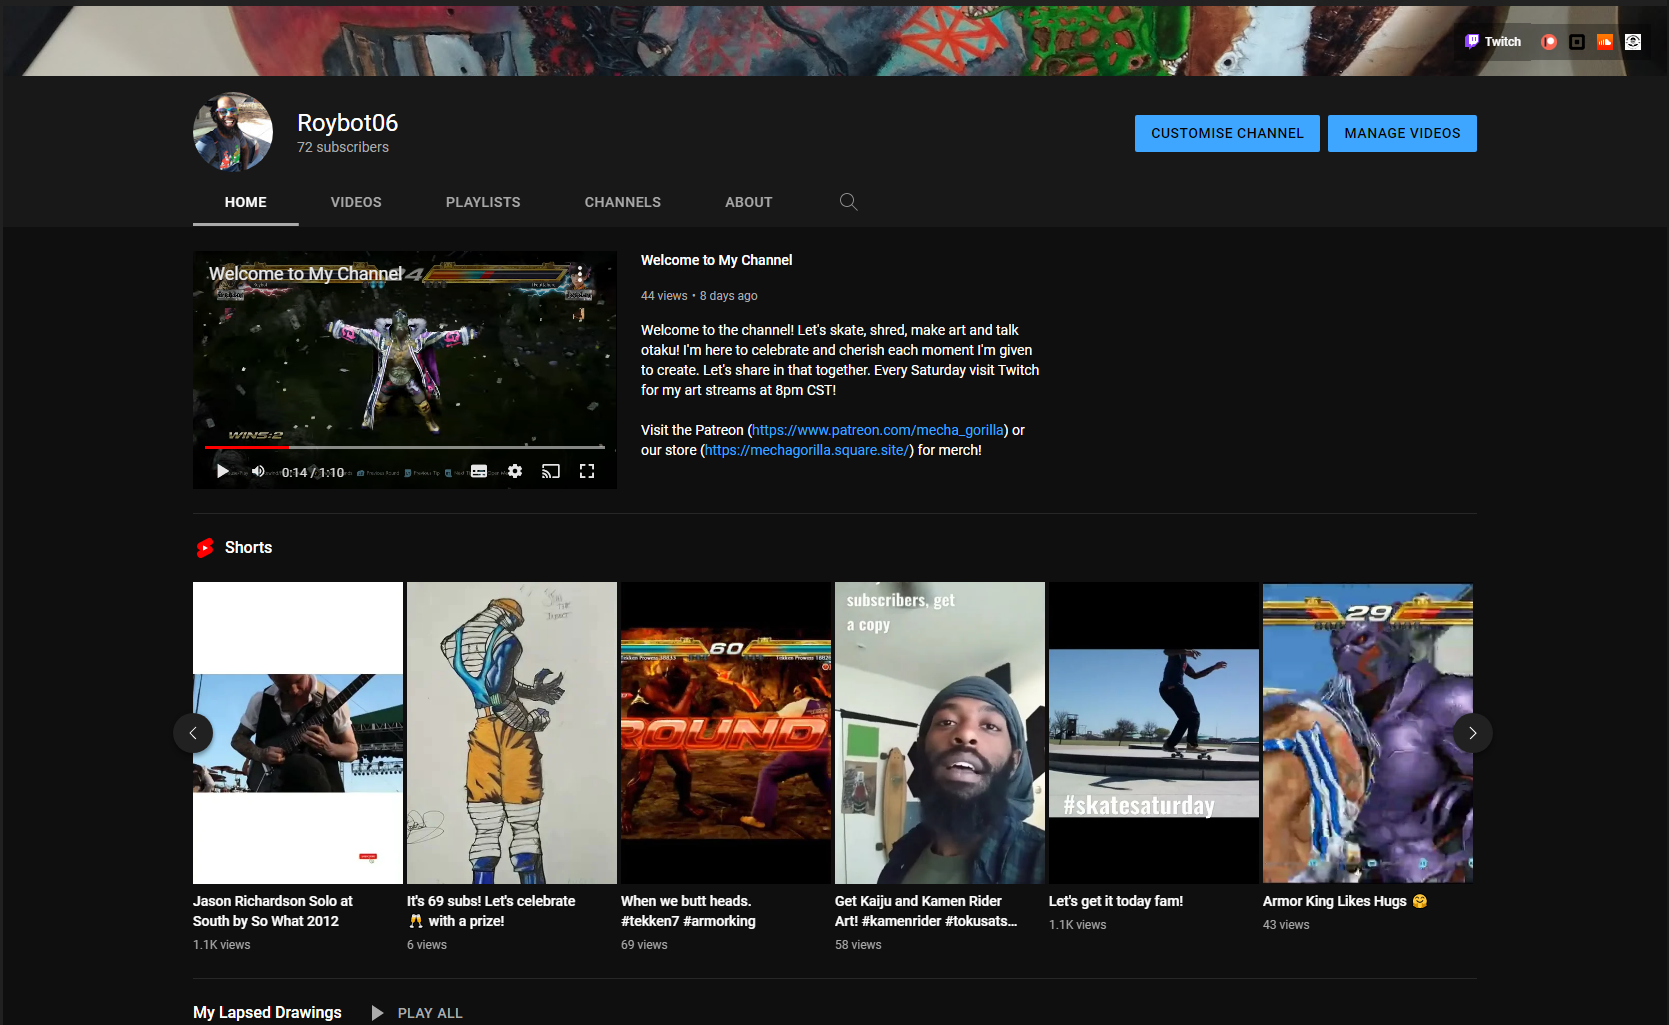 Twitch
Roybot06
72 subscribers
CUSTOMISE CHANNEL
MANAGE VIDEOS
HOME
VIDEOS
PLAYLISTS
CHANNELS
ABOUT
Welcome to My Channel
WINS:2
0:14 / 1:10
Welcome to My Channel
44 views • 8 days ago
Welcome to the channel! Let's skate, shred, make art and talk
otaku! I'm here to celebrate and cherish each moment I'm given
to create. Let's share in that together. Every Saturday visit Twitch
for my art streams at 8pm CST!
Visit the Patreon (https://www.patreon.com/mecha_gorilla) or
our store (https://mechagorilla.square.site/) for merch!
Shorts
60
ROUND
subscribers, get
a copy
#skatesaturday
29
Jason Richardson Solo at
South by So What 2012
1.1K views
It's 69 subs! Let's celebrate
🥂 with a prize!
6 views
When we butt heads.
#tekken7 #armorking
69 views
Get Kaiju and Kamen Rider
Art! #kamenrider #tokusats...
58 views
Let's get it today fam!
1.1K views
Armor King Likes Hugs 🤗
43 views
My Lapsed Drawings
PLAY ALL